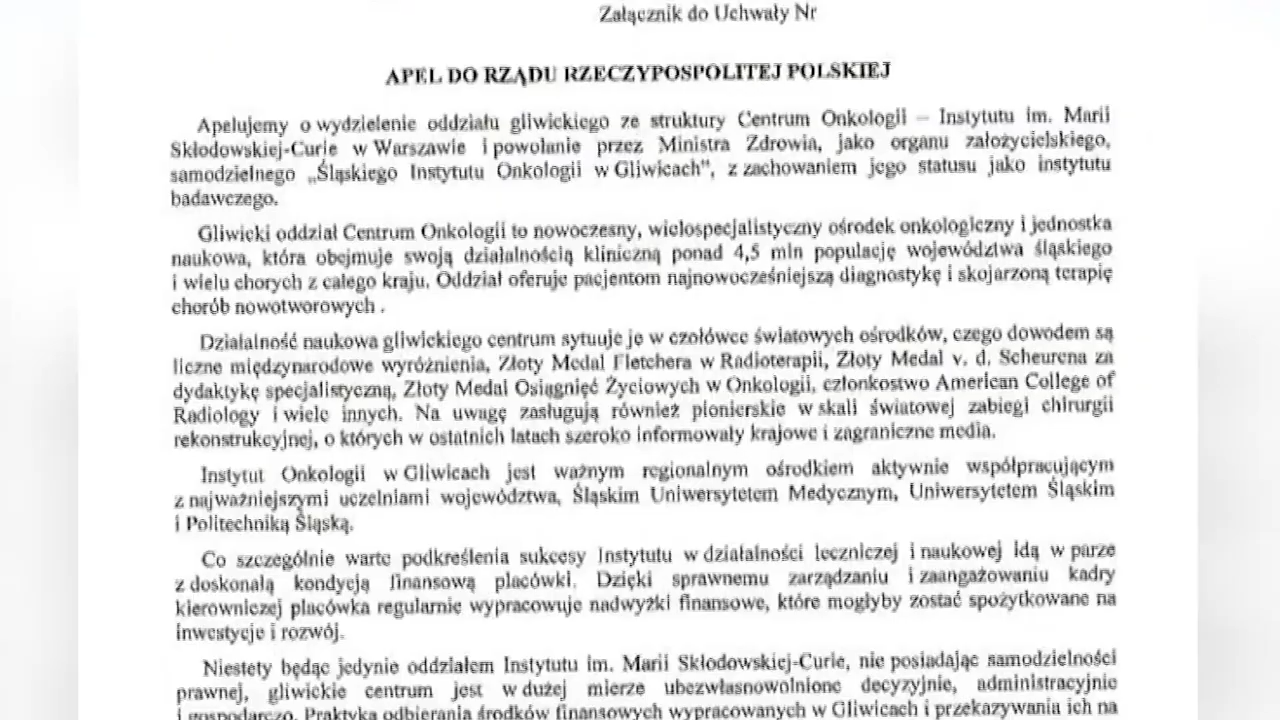 Załącznik do Uchwały Nr
APEL DO RZĄDU RZECZYPOSPOLITEJ POLSKIEJ
Apelujemy o wydzielenie oddziału gliwickiego ze struktury Centrum Onkologii – Instytutu im. Marii
Skłodowskiej-Curie w Warszawie i powołanie przez Ministra Zdrowia, jako organu założycielskiego,
samodzielnego „Śląskiego Instytutu Onkologii w Gliwicach", z zachowaniem jego statusu jako instytutu
badawczego.
Gliwicki oddział Centrum Onkologii to nowoczesny, wielospecjalistyczny ośrodek onkologiczny i jednostka
naukowa, która obejmuje swoją działalnością kliniczną ponad 4,5 mln populację województwa śląskiego
i wielu chorych z całego kraju. Oddział oferuje pacjentom najnowocześniejszą diagnostykę i skojarzoną terapię
chorób nowotworowych .
Działalność naukowa gliwickiego centrum sytuuje je w czołówce światowych ośrodków, czego dowodem są
liczne międzynarodowe wyróżnienia, Złoty Medal Fletchera w Radioterapii, Złoty Medal v. d. Scheurena za
dydaktykę specjalistyczną, Złoty Medal Osiągnięć Życiowych w Onkologii, członkostwo American College of
Radiology i wiele innych. Na uwagę zasługują również pionierskie w skali światowej zabiegi chirurgii
rekonstrukcyjnej, o których w ostatnich latach szeroko informowały krajowe i zagraniczne media.
Instytut Onkologii w Gliwicach jest ważnym regionalnym ośrodkiem aktywnie współpracującym
z najważniejszymi uczelniami województwa, Śląskim Uniwersytetem Medycznym, Uniwersytetem Śląskim
i Politechniką Śląską.
Co szczególnie warte podkreślenia sukcesy Instytutu w działalności leczniczej i naukowej idą w parze
z doskonałą kondycją finansową placówki. Dzięki sprawnemu zarządzaniu i zaangażowaniu kadry
kierowniczej placówka regularnie wypracowuje nadwyżki finansowe, które mogłyby zostać spożytkowane na
inwestycje i rozwój.
Niestety będąc jedynie oddziałem Instytutu im. Marii Skłodowskiej-Curie, nie posiadając samodzielności
prawnej, gliwickie centrum jest w dużej mierze ubezwłasnowolnione decyzyjnie, administracyjnie
i gospodarczo. Praktyka odbierania środków finansowych wypracowanych w Gliwicach i przekazywania ich na